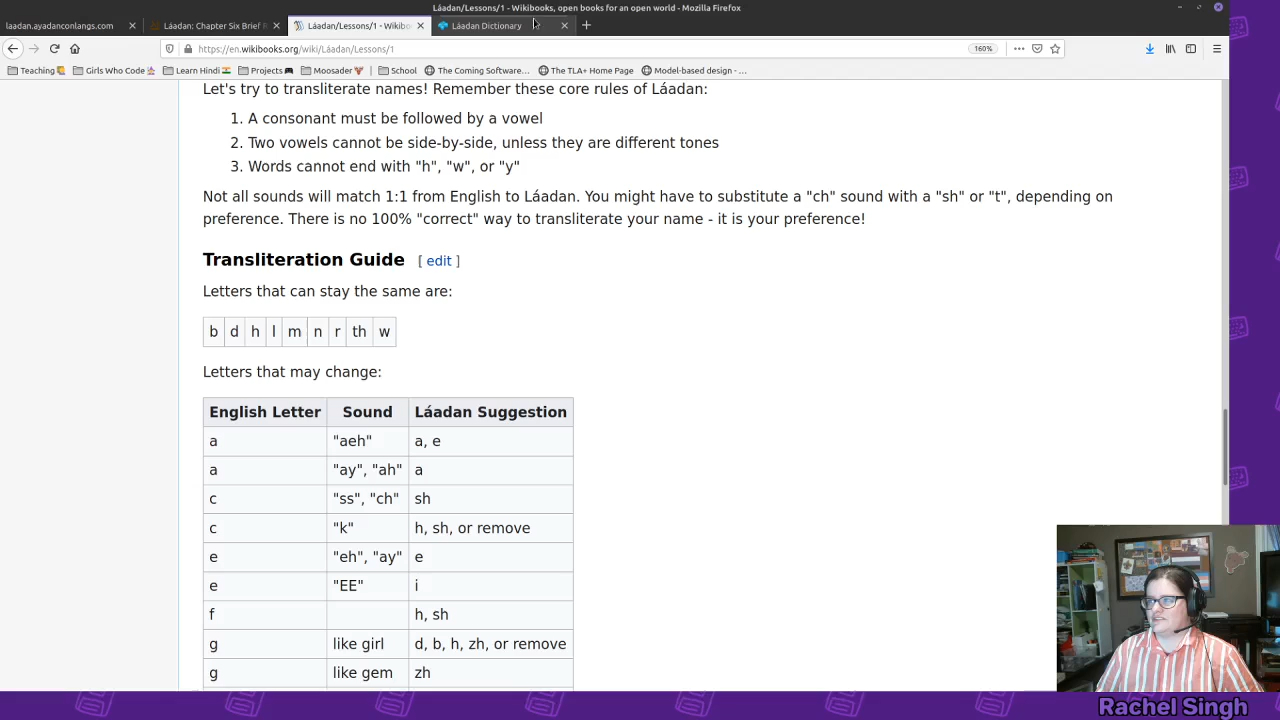 Láadan/Lessons/1 - Wikibooks, open books for an open world - Mozilla Firefox
laadan.ayadanconlangs.com
Láadan: Chapter Six Brief R
Láadan/Lessons/1 - Wikibo
Láadan Dictionary
https://en.wikibooks.org/wiki/Láadan/Lessons/1
160%
Teaching
Girls Who Code
Learn Hindi
Projects
Moosader
School
The Coming Software...
The TLA+ Home Page
Model-based design - ...
Let's try to transliterate names! Remember these core rules of Láadan:
1. A consonant must be followed by a vowel
2. Two vowels cannot be side-by-side, unless they are different tones
3. Words cannot end with "h", "w", or "y"
Not all sounds will match 1:1 from English to Láadan. You might have to substitute a "ch" sound with a "sh" or "t", depending on
preference. There is no 100% "correct" way to transliterate your name - it is your preference!
Transliteration Guide [ edit ]
Letters that can stay the same are:
b d h l m n r th w
Letters that may change:
English Letter Sound Láadan Suggestion
a "aeh" a, e
a "ay", "ah" a
c "ss", "ch" sh
c "k" h, sh, or remove
e "eh", "ay" e
e "EE" i
f h, sh
g like girl d, b, h, zh, or remove
g like gem zh
Rachel Singh